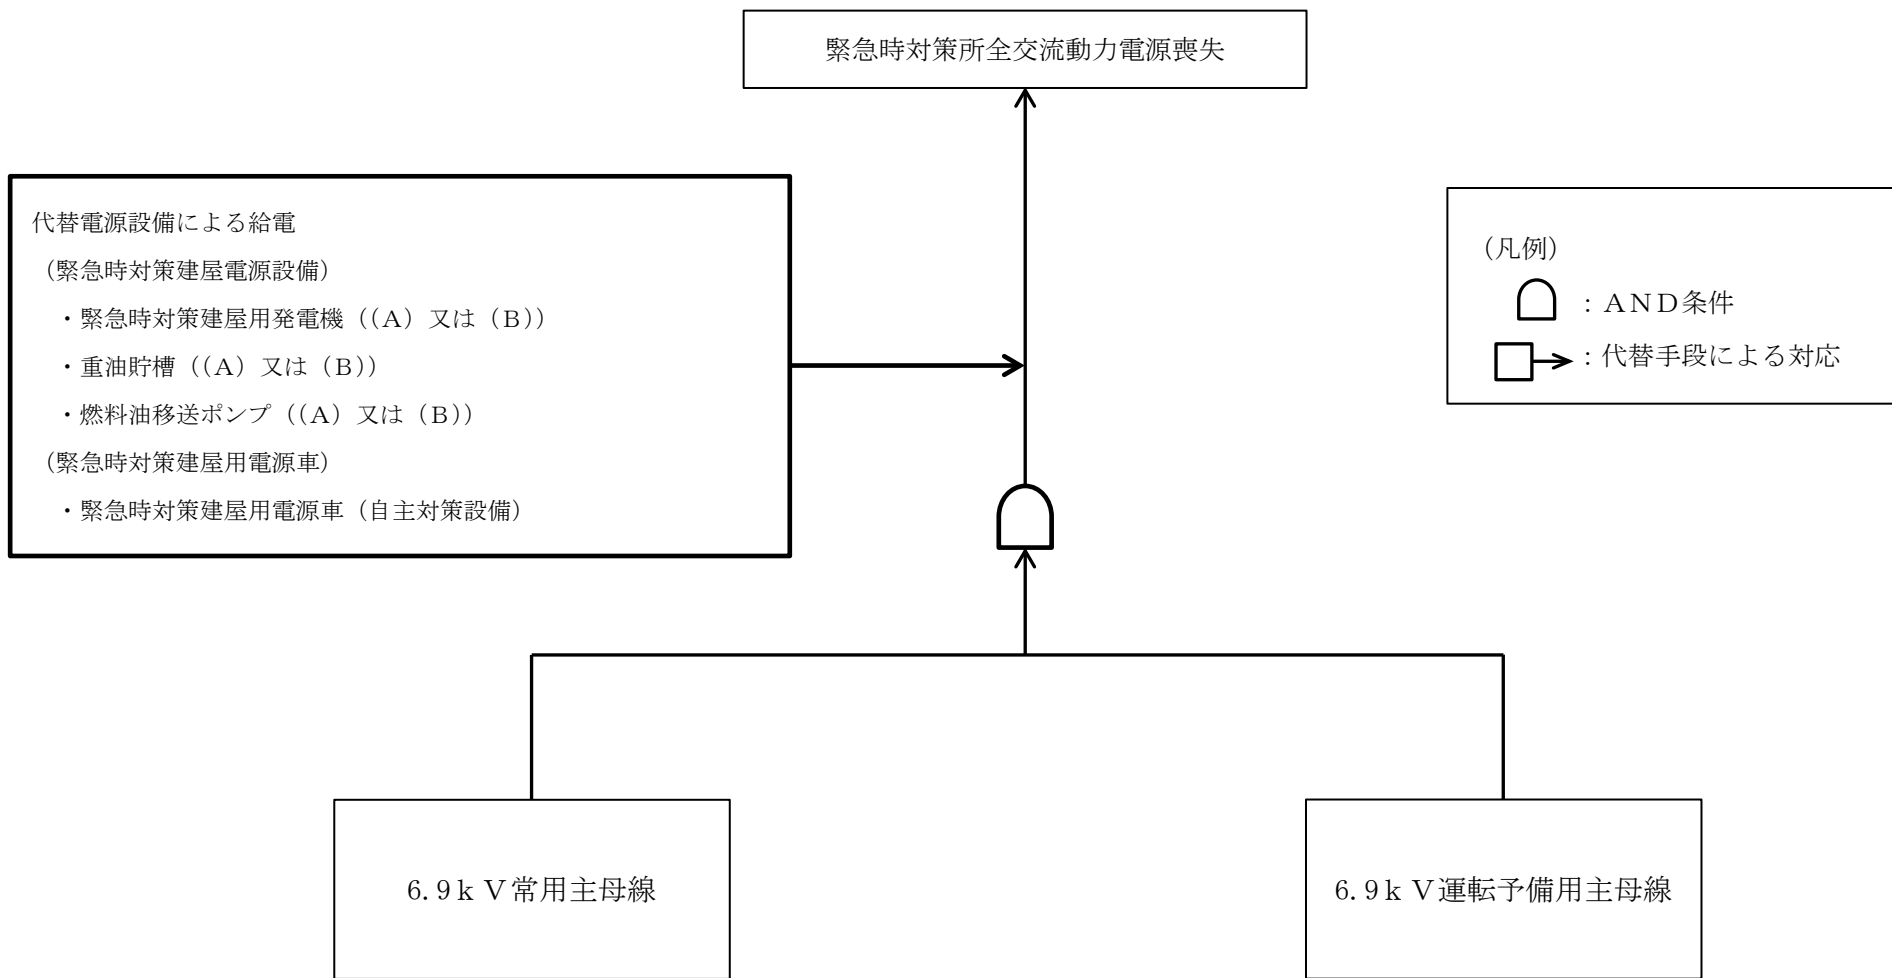 緊急時対策所全交流動力電源喪失
代替電源設備による給電
（緊急時対策建屋電源設備）
・緊急時対策建屋用発電機（（Ａ）又は（Ｂ））
・重油貯槽（（Ａ）又は（Ｂ））
・燃料油移送ポンプ（（Ａ）又は（Ｂ））
（緊急時対策建屋用電源車）
・緊急時対策建屋用電源車（自主対策設備）
（凡例）
：ＡＮＤ条件
：代替手段による対応
6.9ｋＶ常用主母線
6.9ｋＶ運転予備用主母線